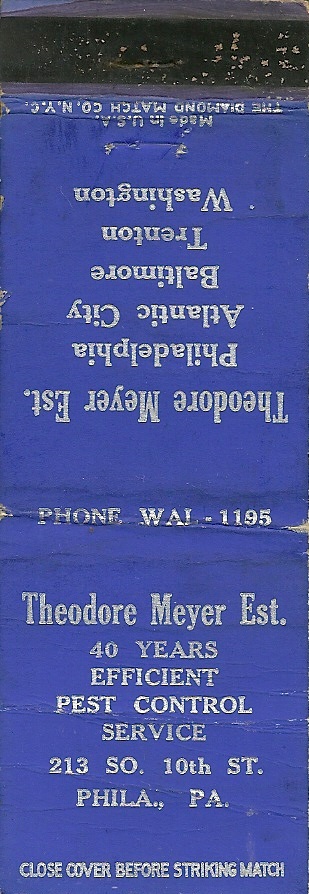 THE DIAMOND MATCH CO. N.Y.C.
Made in U.S.A.
Washington
Trenton
Baltimore
Atlantic City
Philadelphia
Theodore Meyer Est.
PHONE WAL - 1195
Theodore Meyer Est.
40 YEARS
EFFICIENT
PEST CONTROL
SERVICE
213 SO. 10th ST.
PHILA., PA.
CLOSE COVER BEFORE STRIKING MATCH